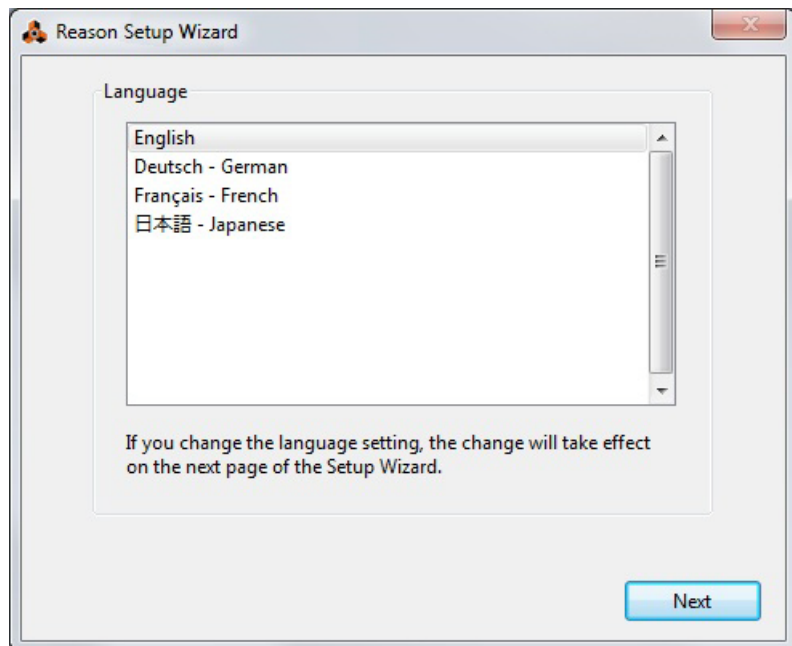 Reason Setup Wizard
Language
English
Deutsch - German
Français - French
日本語 - Japanese
If you change the language setting, the change will take effect
on the next page of the Setup Wizard.
Next